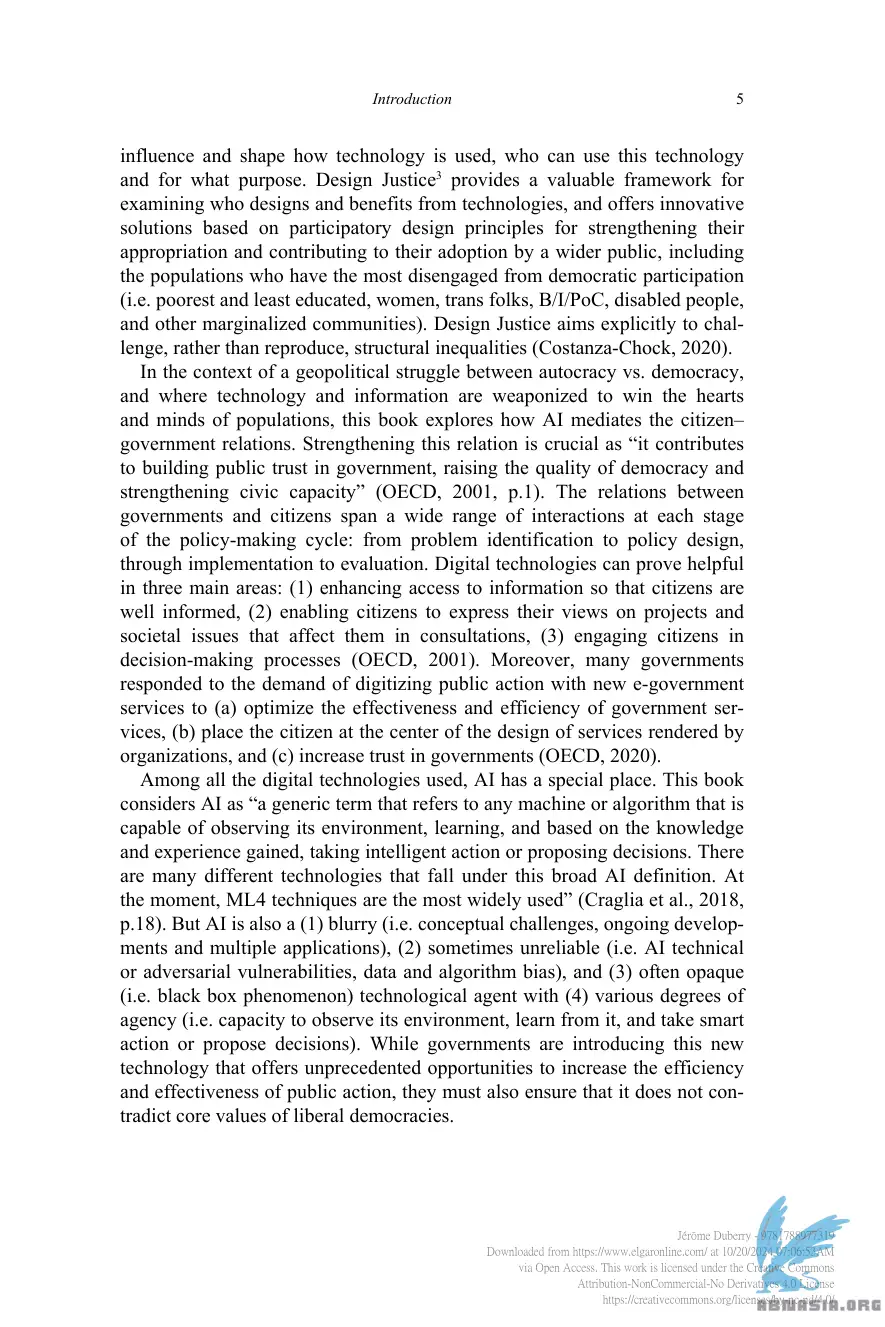 Introduction 5
influence and shape how technology is used, who can use this technology
and for what purpose. Design Justice3 provides a valuable framework for
examining who designs and benefits from technologies, and offers innovative
solutions based on participatory design principles for strengthening their
appropriation and contributing to their adoption by a wider public, including
the populations who have the most disengaged from democratic participation
(i.e. poorest and least educated, women, trans folks, B/I/PoC, disabled people,
and other marginalized communities). Design Justice aims explicitly to chal-
lenge, rather than reproduce, structural inequalities (Costanza-Chock, 2020).
In the context of a geopolitical struggle between autocracy vs. democracy,
and where technology and information are weaponized to win the hearts
and minds of populations, this book explores how AI mediates the citizen–
government relations. Strengthening this relation is crucial as “it contributes
to building public trust in government, raising the quality of democracy and
strengthening civic capacity” (OECD, 2001, p.1). The relations between
governments and citizens span a wide range of interactions at each stage
of the policy-making cycle: from problem identification to policy design,
through implementation to evaluation. Digital technologies can prove helpful
in three main areas: (1) enhancing access to information so that citizens are
well informed, (2) enabling citizens to express their views on projects and
societal issues that affect them in consultations, (3) engaging citizens in
decision-making processes (OECD, 2001). Moreover, many governments
responded to the demand of digitizing public action with new e-government
services to (a) optimize the effectiveness and efficiency of government ser-
vices, (b) place the citizen at the center of the design of services rendered by
organizations, and (c) increase trust in governments (OECD, 2020).
Among all the digital technologies used, AI has a special place. This book
considers AI as “a generic term that refers to any machine or algorithm that is
capable of observing its environment, learning, and based on the knowledge
and experience gained, taking intelligent action or proposing decisions. There
are many different technologies that fall under this broad AI definition. At
the moment, ML4 techniques are the most widely used” (Craglia et al., 2018,
p.18). But AI is also a (1) blurry (i.e. conceptual challenges, ongoing develop-
ments and multiple applications), (2) sometimes unreliable (i.e. AI technical
or adversarial vulnerabilities, data and algorithm bias), and (3) often opaque
(i.e. black box phenomenon) technological agent with (4) various degrees of
agency (i.e. capacity to observe its environment, learn from it, and take smart
action or propose decisions). While governments are introducing this new
technology that offers unprecedented opportunities to increase the efficiency
and effectiveness of public action, they must also ensure that it does not con-
tradict core values of liberal democracies.
Jérôme Duberry - 9781788977319
Downloaded from https://www.elgaronline.com/ at 10/20/2024 07:06:52AM
via Open Access. This work is licensed under the Creative Commons
Attribution-NonCommercial-No Derivatives 4.0 License
https://creativecommons.org/licenses/by-nc-nd/4.0/
ABTNASIA.ORG